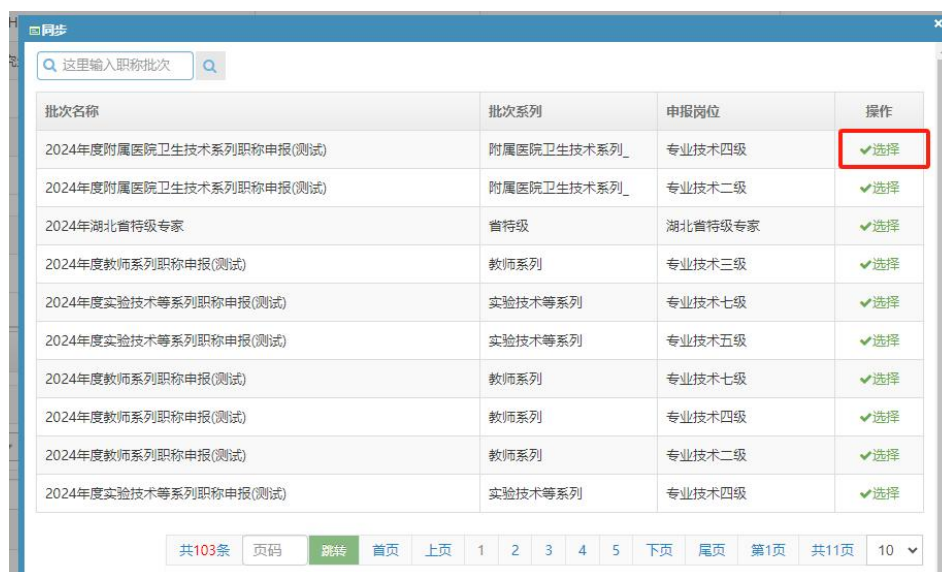 同步
这里输入职称批次
批次名称 批次系列 申报岗位 操作
2024年度附属医院卫生技术系列职称申报(测试) 附属医院卫生技术系列_ 专业技术四级 选择
2024年度附属医院卫生技术系列职称申报(测试) 附属医院卫生技术系列_ 专业技术二级 选择
2024年湖北省特级专家 省特级 湖北省特级专家 选择
2024年度教师系列职称申报(测试) 教师系列 专业技术三级 选择
2024年度实验技术等系列职称申报(测试) 实验技术等系列 专业技术七级 选择
2024年度实验技术等系列职称申报(测试) 实验技术等系列 专业技术五级 选择
2024年度教师系列职称申报(测试) 教师系列 专业技术七级 选择
2024年度教师系列职称申报(测试) 教师系列 专业技术四级 选择
2024年度教师系列职称申报(测试) 教师系列 专业技术二级 选择
2024年度实验技术等系列职称申报(测试) 实验技术等系列 专业技术四级 选择
共103条 页码 跳转 首页 上页 1 2 3 4 5 下页 尾页 第1页 共11页 10